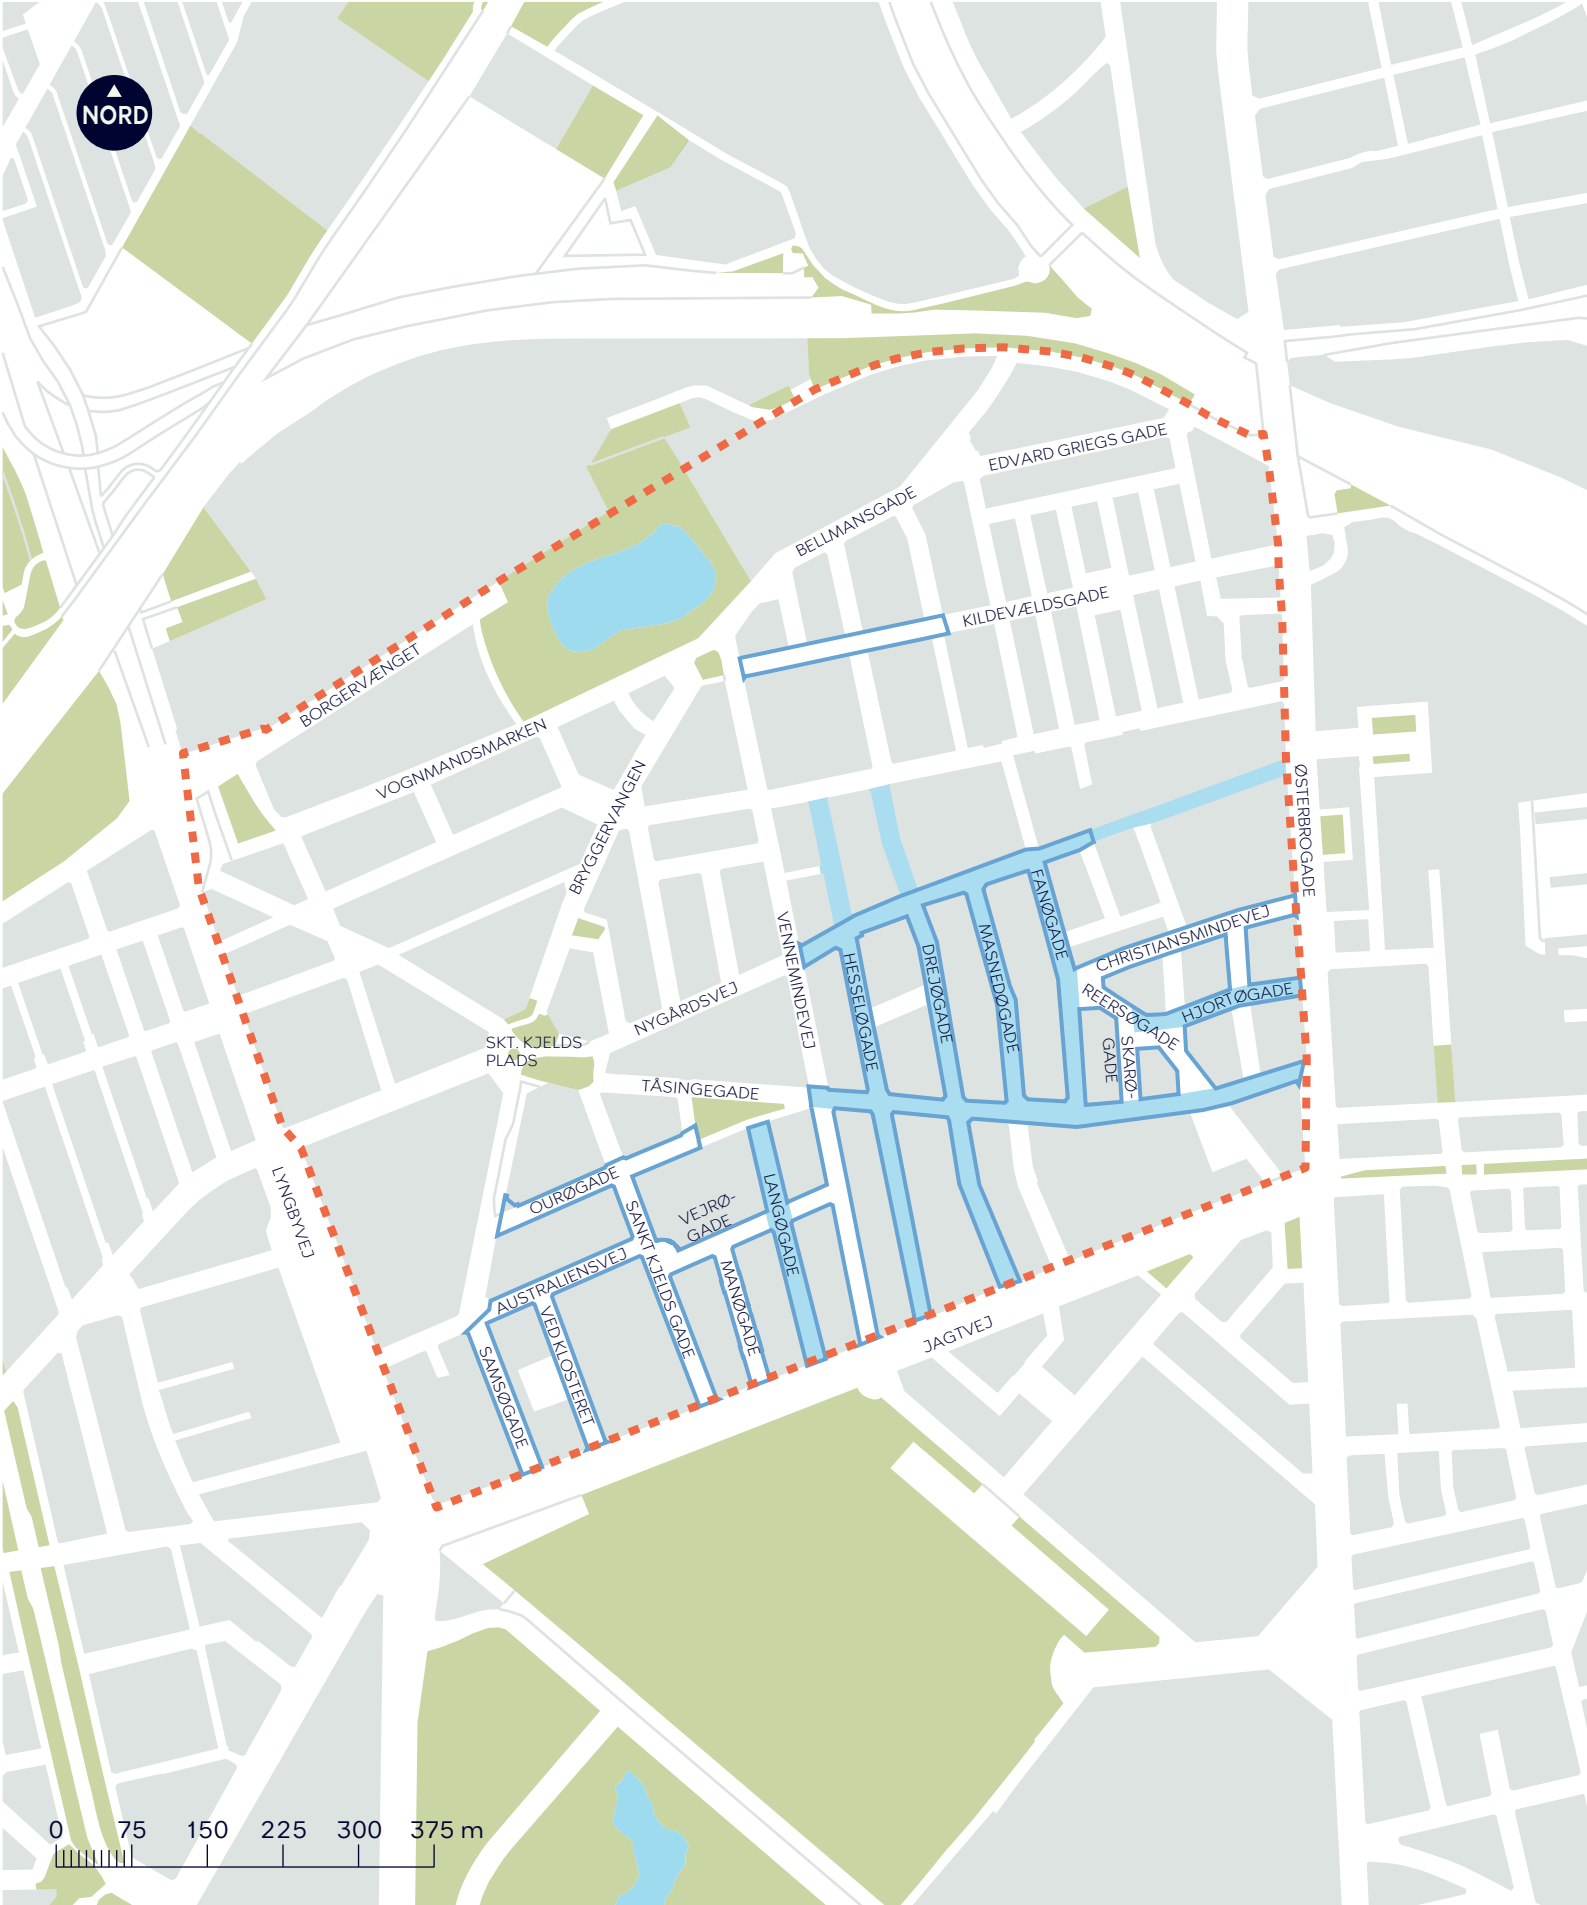 NORD
EDVARD GRIEGS GADE
BELLMANSGADE
KILDEVÆLDSGADE
BORGERVÆNGET
VOGNMANDSMARKEN
BRYGGERVANGEN
ØSTERBROGADE
FANØGADE
VENNEMINDEVEJ
CHRISTIANSMINDEVEJ
MASNEDØGADE
DREJØGADE
HESSELØGADE
NYGÅRDSVEJ
REERSØGADE
HJORTØGADE
SKT. KJELDS
PLADS
SKARØ-
GADE
TÅSINGEGADE
LYNGBYVEJ
OURØGADE
LANGØGADE
VEJRØ-
GADE
SANKT KJELDS GADE
AUSTRALIENSVEJ
MANØGADE
VED KLOSTERET
SAMSØGADE
JAGTVEJ
0 75 150 225 300 375 m